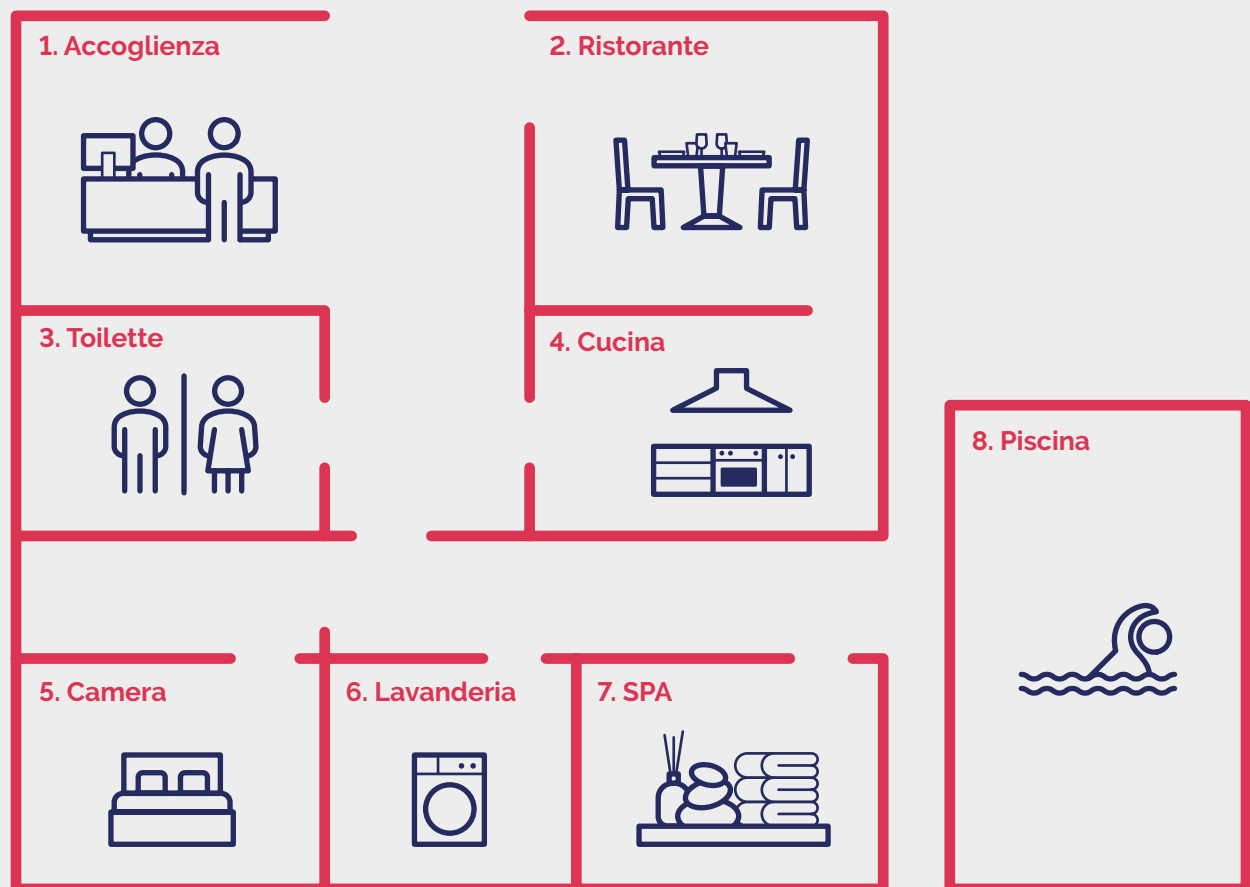 1. Accoglienza
2. Ristorante
3. Toilette
4. Cucina
8. Piscina
5. Camera
6. Lavanderia
7. SPA